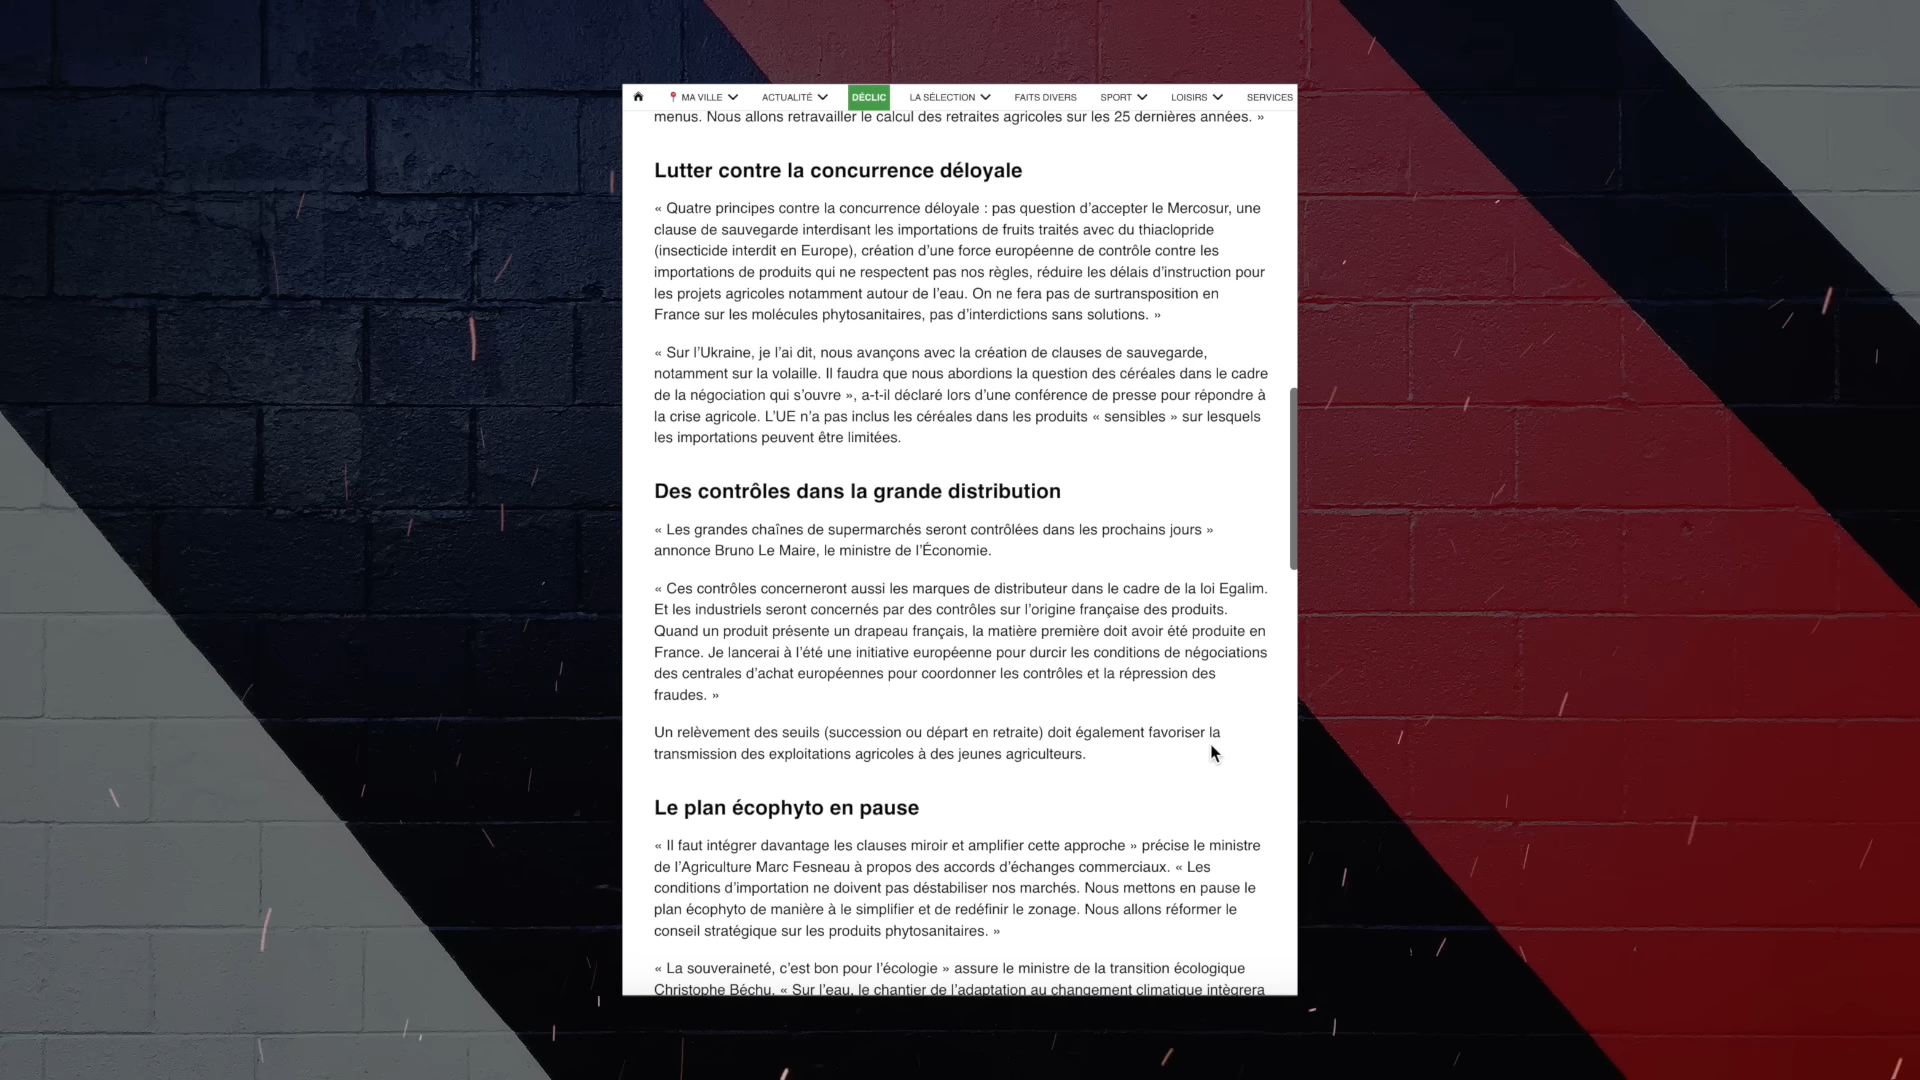 MA VILLE ACTUALITÉ DÉCLIC LA SÉLECTION FAITS DIVERS SPORT LOISIRS SERVICES
menus. Nous allons retravailler le calcul des retraites agricoles sur les 25 dernières années. »
Lutter contre la concurrence déloyale
« Quatre principes contre la concurrence déloyale : pas question d’accepter le Mercosur, une
clause de sauvegarde interdisant les importations de fruits traités avec du thiaclopride
(insecticide interdit en Europe), création d’une force européenne de contrôle contre les
importations de produits qui ne respectent pas nos règles, réduire les délais d’instruction pour
les projets agricoles notamment autour de l’eau. On ne fera pas de surtransposition en
France sur les molécules phytosanitaires, pas d’interdictions sans solutions. »
« Sur l’Ukraine, je l’ai dit, nous avançons avec la création de clauses de sauvegarde,
notamment sur la volaille. Il faudra que nous abordions la question des céréales dans le cadre
de la négociation qui s’ouvre », a-t-il déclaré lors d’une conférence de presse pour répondre à
la crise agricole. L’UE n’a pas inclus les céréales dans les produits « sensibles » sur lesquels
les importations peuvent être limitées.
Des contrôles dans la grande distribution
« Les grandes chaînes de supermarchés seront contrôlées dans les prochains jours »
annonce Bruno Le Maire, le ministre de l’Économie.
« Ces contrôles concerneront aussi les marques de distributeur dans le cadre de la loi Egalim.
Et les industriels seront concernés par des contrôles sur l’origine française des produits.
Quand un produit présente un drapeau français, la matière première doit avoir été produite en
France. Je lancerai à l’été une initiative européenne pour durcir les conditions de négociations
des centrales d’achat européennes pour coordonner les contrôles et la répression des
fraudes. »
Un relèvement des seuils (succession ou départ en retraite) doit également favoriser la
transmission des exploitations agricoles à des jeunes agriculteurs.
Le plan écophyto en pause
« Il faut intégrer davantage les clauses miroir et amplifier cette approche » précise le ministre
de l’Agriculture Marc Fesneau à propos des accords d’échanges commerciaux. « Les
conditions d’importation ne doivent pas déstabiliser nos marchés. Nous mettons en pause le
plan écophyto de manière à le simplifier et de redéfinir le zonage. Nous allons réformer le
conseil stratégique sur les produits phytosanitaires. »
« La souveraineté, c’est bon pour l’écologie » assure le ministre de la transition écologique
Christophe Béchu. « Sur l’eau, le chantier de l’adaptation au changement climatique intègrera